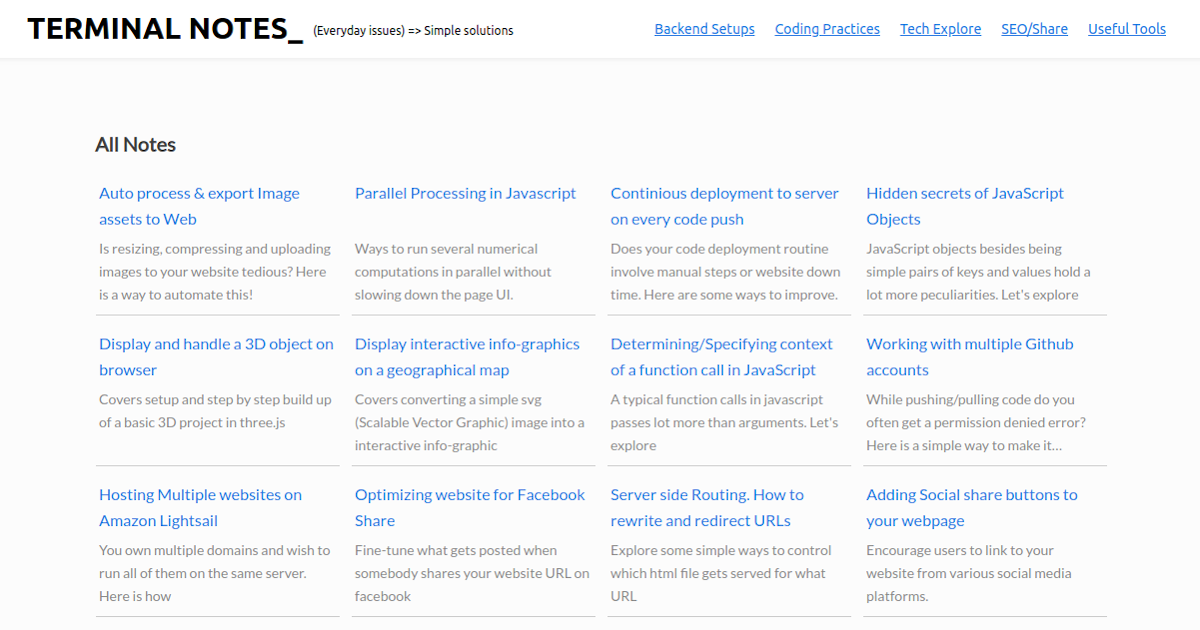 TERMINAL NOTES_ (Everyday issues) => Simple solutions
Backend Setups Coding Practices Tech Explore SEO/Share Useful Tools
All Notes
Auto process & export Image
assets to Web
Is resizing, compressing and uploading
images to your website tedious? Here
is a way to automate this!
Parallel Processing in Javascript
Ways to run several numerical
computations in parallel without
slowing down the page UI.
Continious deployment to server
on every code push
Does your code deployment routine
involve manual steps or website down
time. Here are some ways to improve.
Hidden secrets of JavaScript
Objects
JavaScript objects besides being
simple pairs of keys and values hold a
lot more peculiarities. Let's explore
Display and handle a 3D object on
browser
Covers setup and step by step build up
of a basic 3D project in three.js
Display interactive info-graphics
on a geographical map
Covers converting a simple svg
(Scalable Vector Graphic) image into a
interactive info-graphic
Determining/Specifying context
of a function call in JavaScript
A typical function calls in javascript
passes lot more than arguments. Let's
explore
Working with multiple Github
accounts
While pushing/pulling code do you
often get a permission denied error?
Here is a simple way to make it...
Hosting Multiple websites on
Amazon Lightsail
You own multiple domains and wish to
run all of them on the same server.
Here is how
Optimizing website for Facebook
Share
Fine-tune what gets posted when
somebody shares your website URL on
facebook
Server side Routing. How to
rewrite and redirect URLs
Explore some simple ways to control
which html file gets served for what
URL
Adding Social share buttons to
your webpage
Encourage users to link to your
website from various social media
platforms.